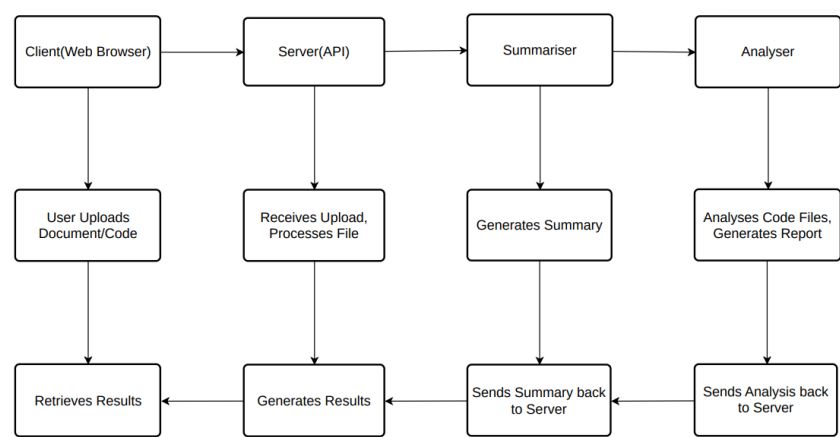 Client(Web Browser)
Server(API)
Summariser
Analyser
User Uploads
Document/Code
Receives Upload,
Processes File
Generates Summary
Analyses Code Files,
Generates Report
Retrieves Results
Generates Results
Sends Summary back
to Server
Sends Analysis back
to Server